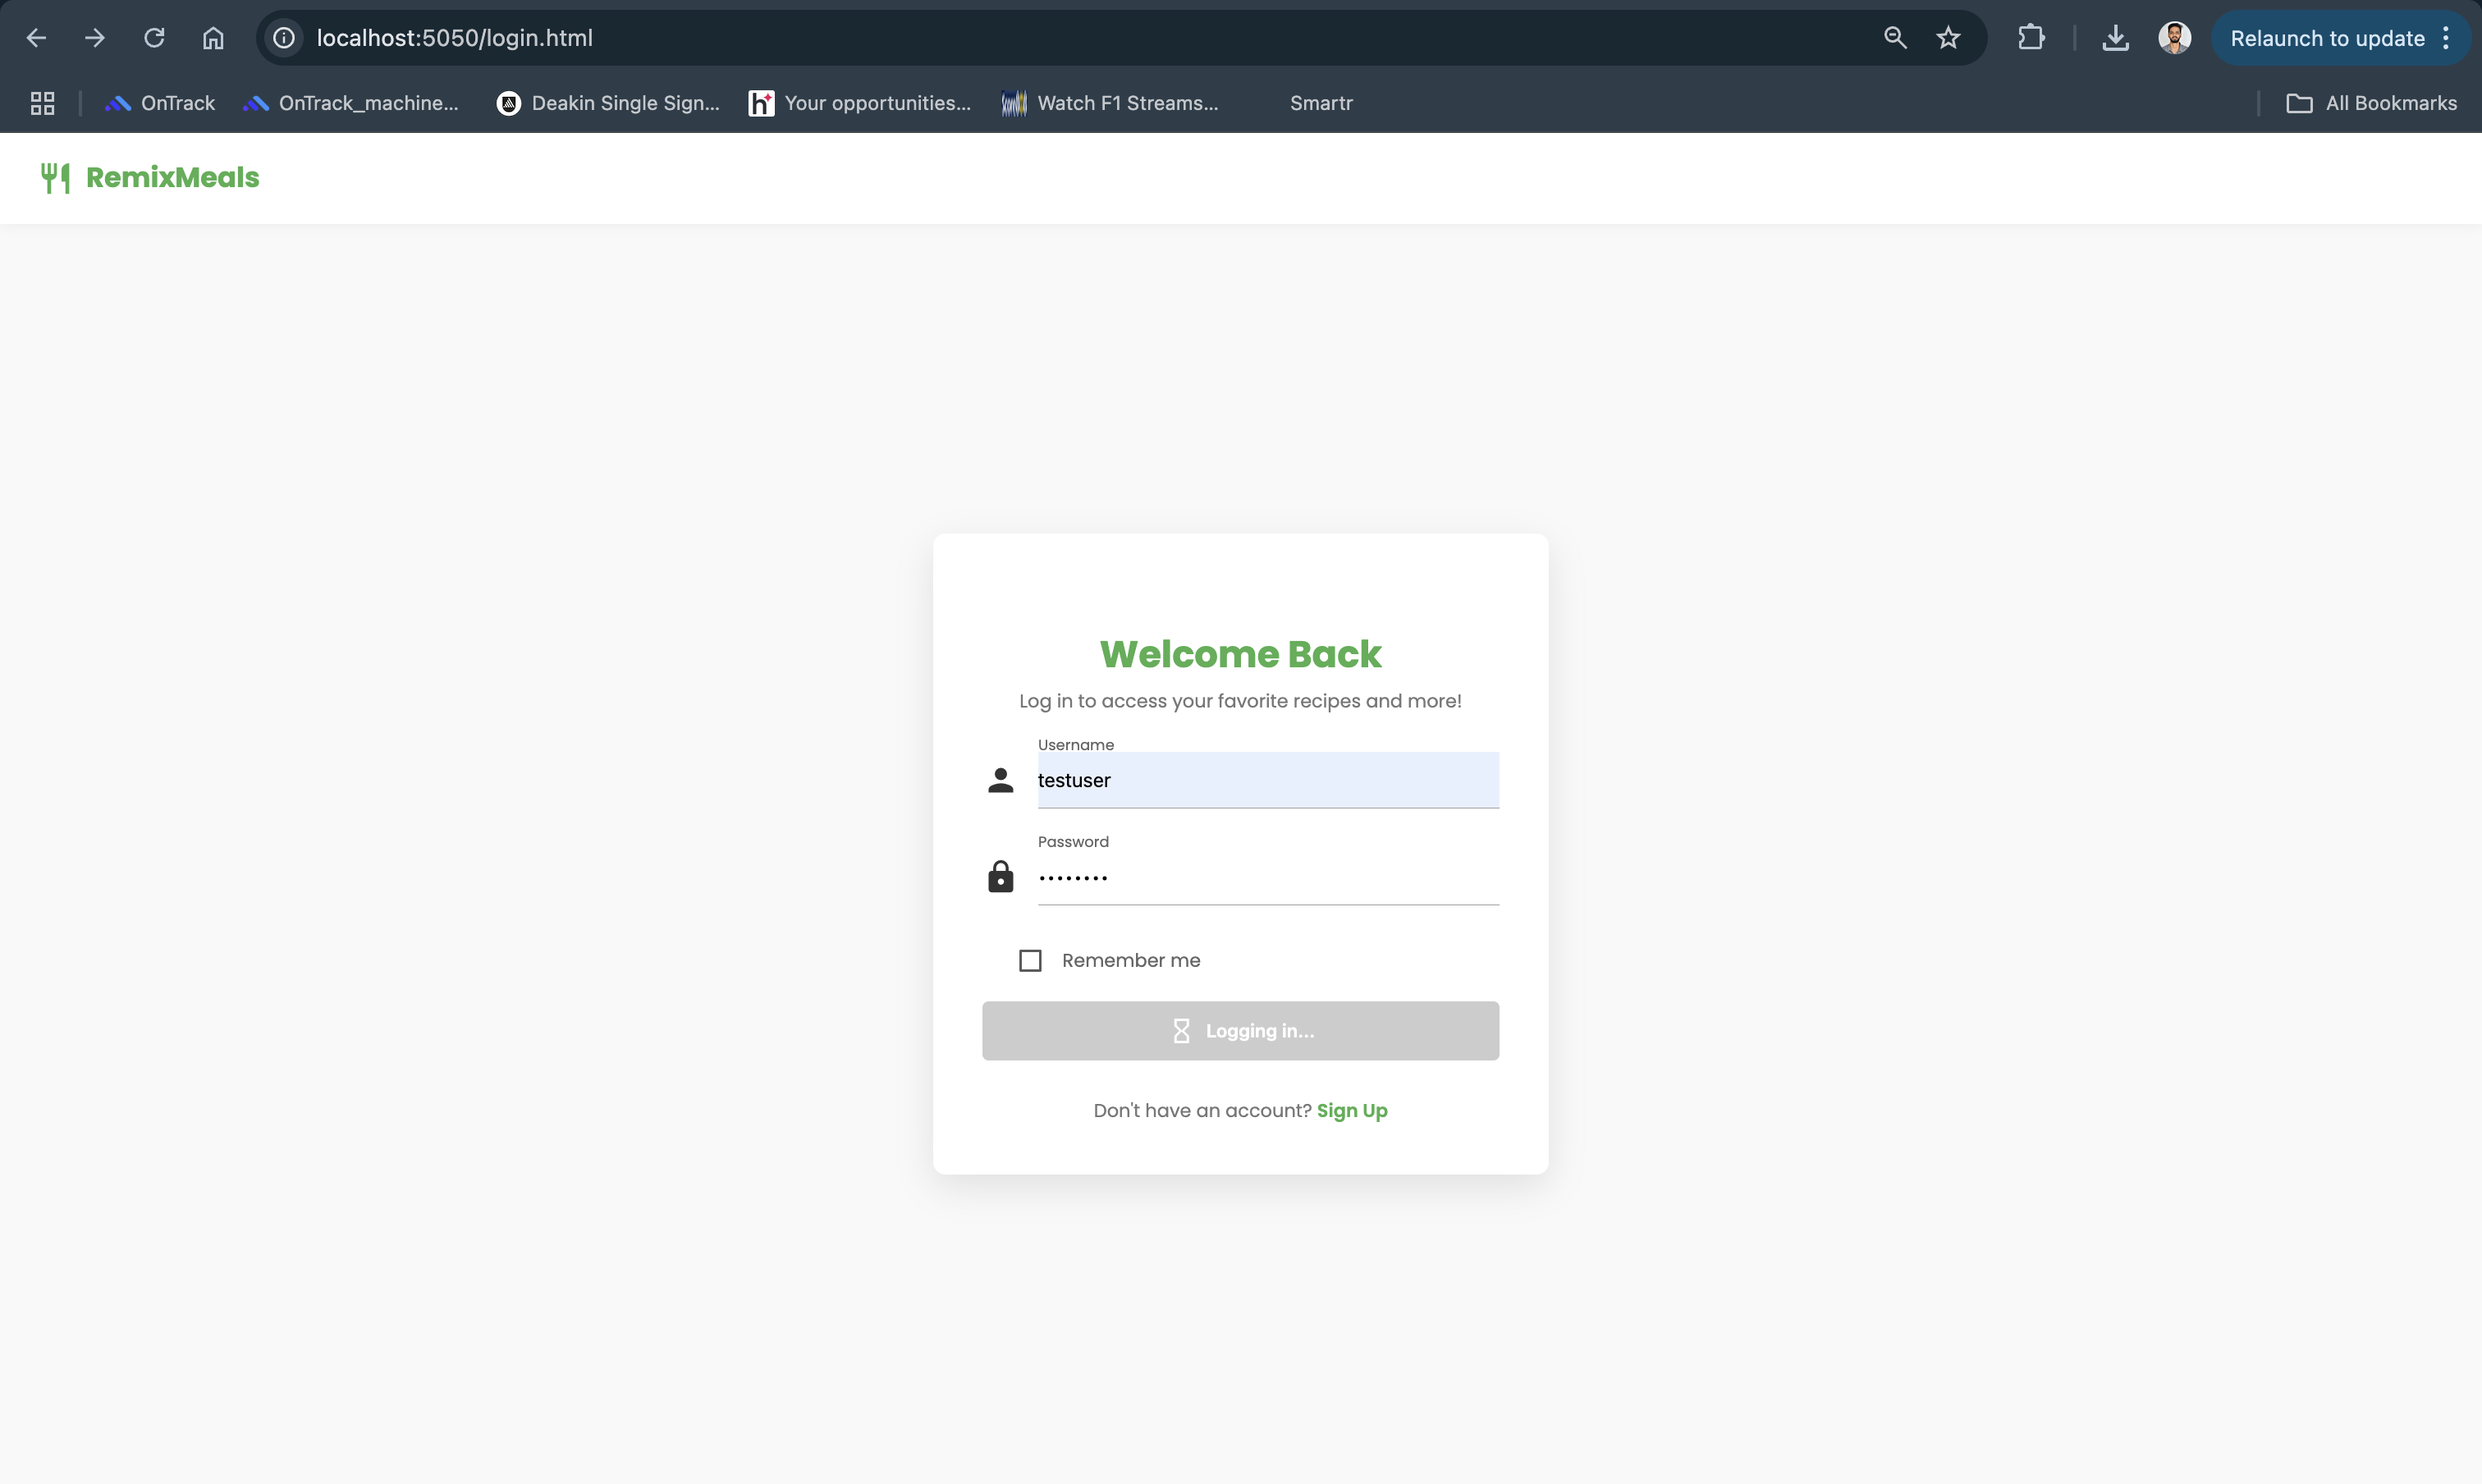 localhost:5050/login.html
Relaunch to update
OnTrack
OnTrack_machine...
Deakin Single Sign...
h
Your opportunities...
Watch F1 Streams...
Smartr
All Bookmarks
RemixMeals
Welcome Back
Log in to access your favorite recipes and more!
Username
testuser
Password
Remember me
Logging in...
Don't have an account? Sign Up